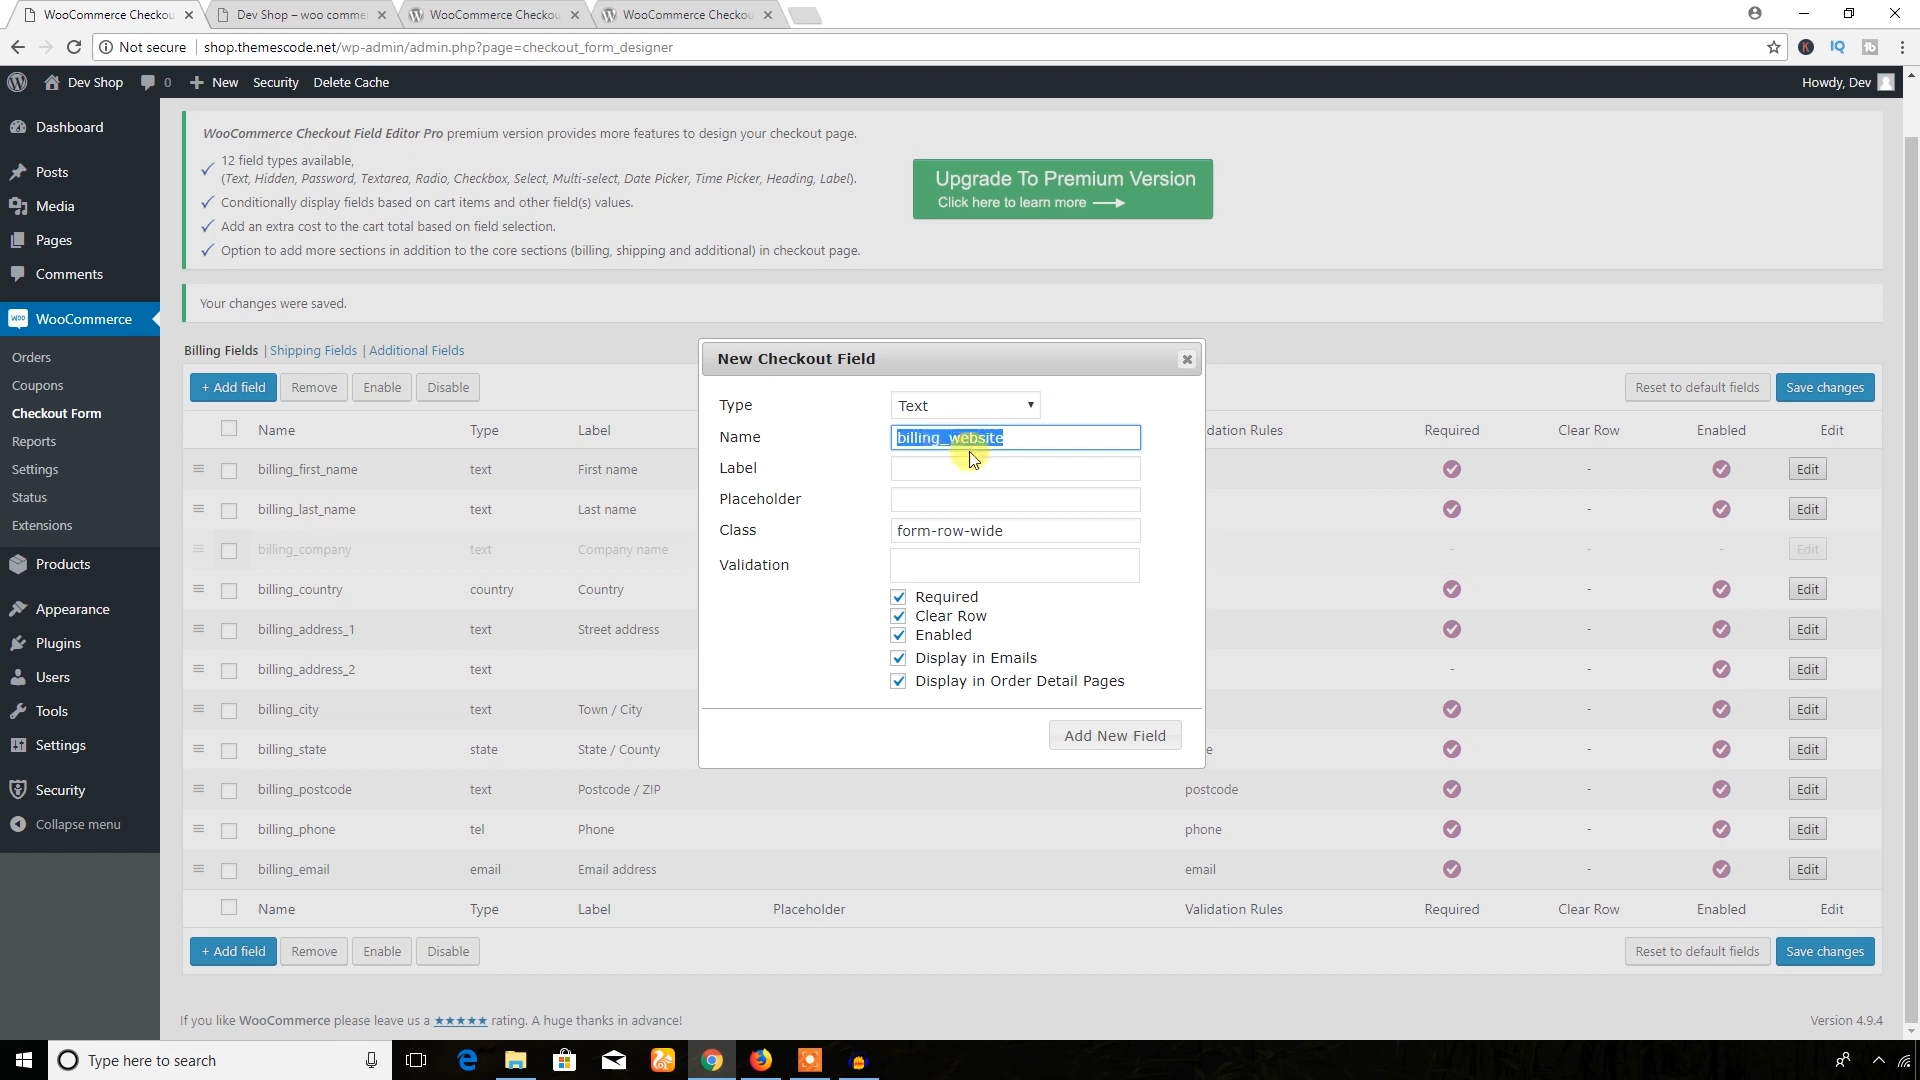 WooCommerce Checkou
Dev Shop – woo comme
WooCommerce Checkou
WooCommerce Checkou
Not secure
shop.themescode.net/wp-admin/admin.php?page=checkout_form_designer
Dev Shop
0
New
Security
Delete Cache
Howdy, Dev
Dashboard
Posts
Media
Pages
Comments
WooCommerce
Orders
Coupons
Checkout Form
Reports
Settings
Status
Extensions
Products
Appearance
Plugins
Users
Tools
Settings
Security
Collapse menu
WooCommerce Checkout Field Editor Pro premium version provides more features to design your checkout page.
12 field types available,
(Text, Hidden, Password, Textarea, Radio, Checkbox, Select, Multi-select, Date Picker, Time Picker, Heading, Label).
Conditionally display fields based on cart items and other field(s) values.
Add an extra cost to the cart total based on field selection.
Option to add more sections in addition to the core sections (billing, shipping and additional) in checkout page.
Upgrade To Premium Version
Click here to learn more
Your changes were saved.
Billing Fields | Shipping Fields | Additional Fields
+ Add field Remove Enable Disable Reset to default fields Save changes
Name Type Label dation Rules Required Clear Row Enabled Edit
billing_first_name text First name - Edit
billing_last_name text Last name - Edit
billing_company text Company name - - - Edit
billing_country country Country - Edit
billing_address_1 text Street address - Edit
billing_address_2 text - - Edit
billing_city text Town / City - Edit
billing_state state State / County e - Edit
billing_postcode text Postcode / ZIP postcode - Edit
billing_phone tel Phone phone - Edit
billing_email email Email address email - Edit
Name Type Label Placeholder Validation Rules Required Clear Row Enabled Edit
+ Add field Remove Enable Disable Reset to default fields Save changes
New Checkout Field
Type Text
Name billing_website
Label
Placeholder
Class form-row-wide
Validation
Required
Clear Row
Enabled
Display in Emails
Display in Order Detail Pages
Add New Field
If you like WooCommerce please leave us a ★★★★★ rating. A huge thanks in advance!
Version 4.9.4
Type here to search